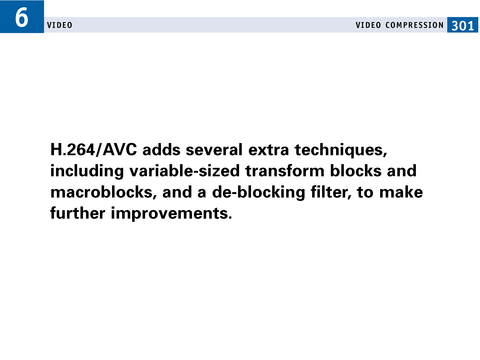 6
VIDEO
VIDEO COMPRESSION 301
H.264/AVC adds several extra techniques,
including variable-sized transform blocks and
macroblocks, and a de-blocking filter, to make
further improvements.